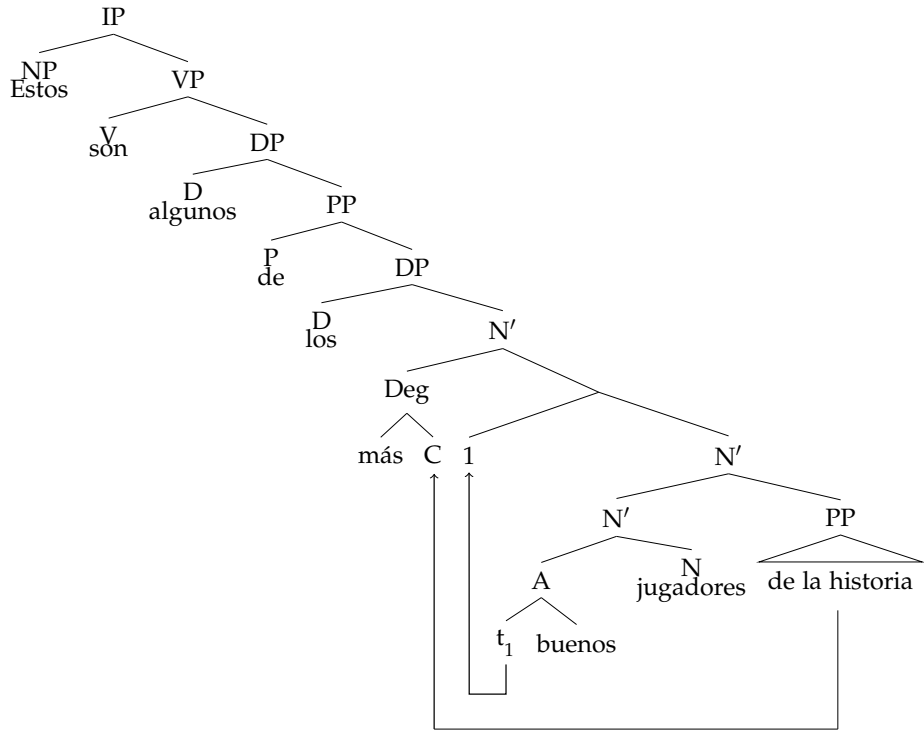 IP
NP
Estos
VP
V
son
DP
D
algunos
PP
P
de
DP
D
los
N′
Deg
más C 1
N′
N′ PP
A
N
jugadores
de la historia
t₁ buenos